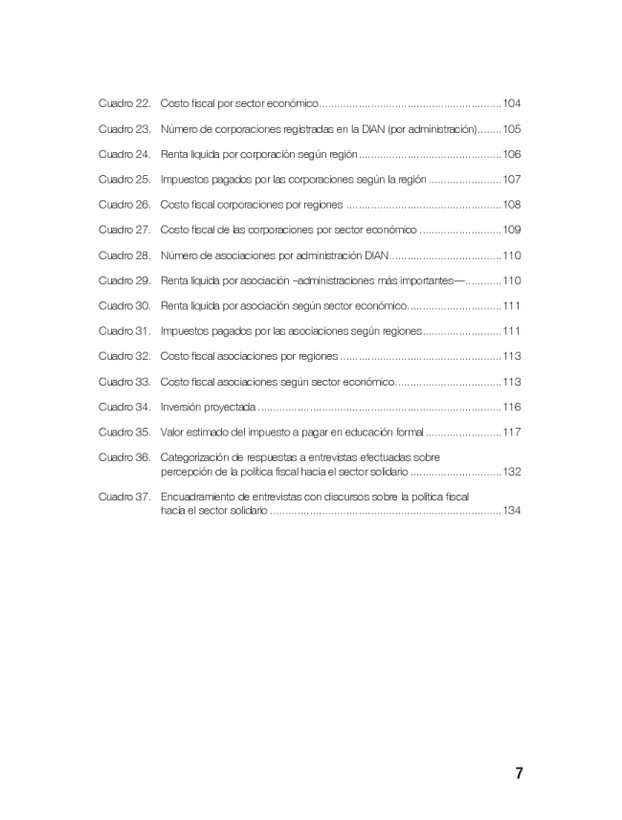 Cuadro 22. Costo fiscal por sector económico............................................................104
Cuadro 23. Número de corporaciones registradas en la DIAN (por administración)........105
Cuadro 24. Renta líquida por corporación según región...............................................106
Cuadro 25. Impuestos pagados por las corporaciones según la región........................107
Cuadro 26. Costo fiscal corporaciones por regiones ...................................................108
Cuadro 27. Costo fiscal de las corporaciones por sector económico ...........................109
Cuadro 28. Número de asociaciones por administración DIAN.....................................110
Cuadro 29. Renta líquida por asociación –administraciones más importantes—............110
Cuadro 30. Renta líquida por asociación según sector económico...............................111
Cuadro 31. Impuestos pagados por las asociaciones según regiones..........................111
Cuadro 32. Costo fiscal asociaciones por regiones.....................................................113
Cuadro 33. Costo fiscal asociaciones según sector económico...................................113
Cuadro 34. Inversión proyectada................................................................................116
Cuadro 35. Valor estimado del impuesto a pagar en educación formal.........................117
Cuadro 36. Categorización de respuestas a entrevistas efectuadas sobre
percepción de la política fiscal hacia el sector solidario ..............................132
Cuadro 37. Encuadramiento de entrevistas con discursos sobre la política fiscal
hacia el sector solidario ............................................................................134
7